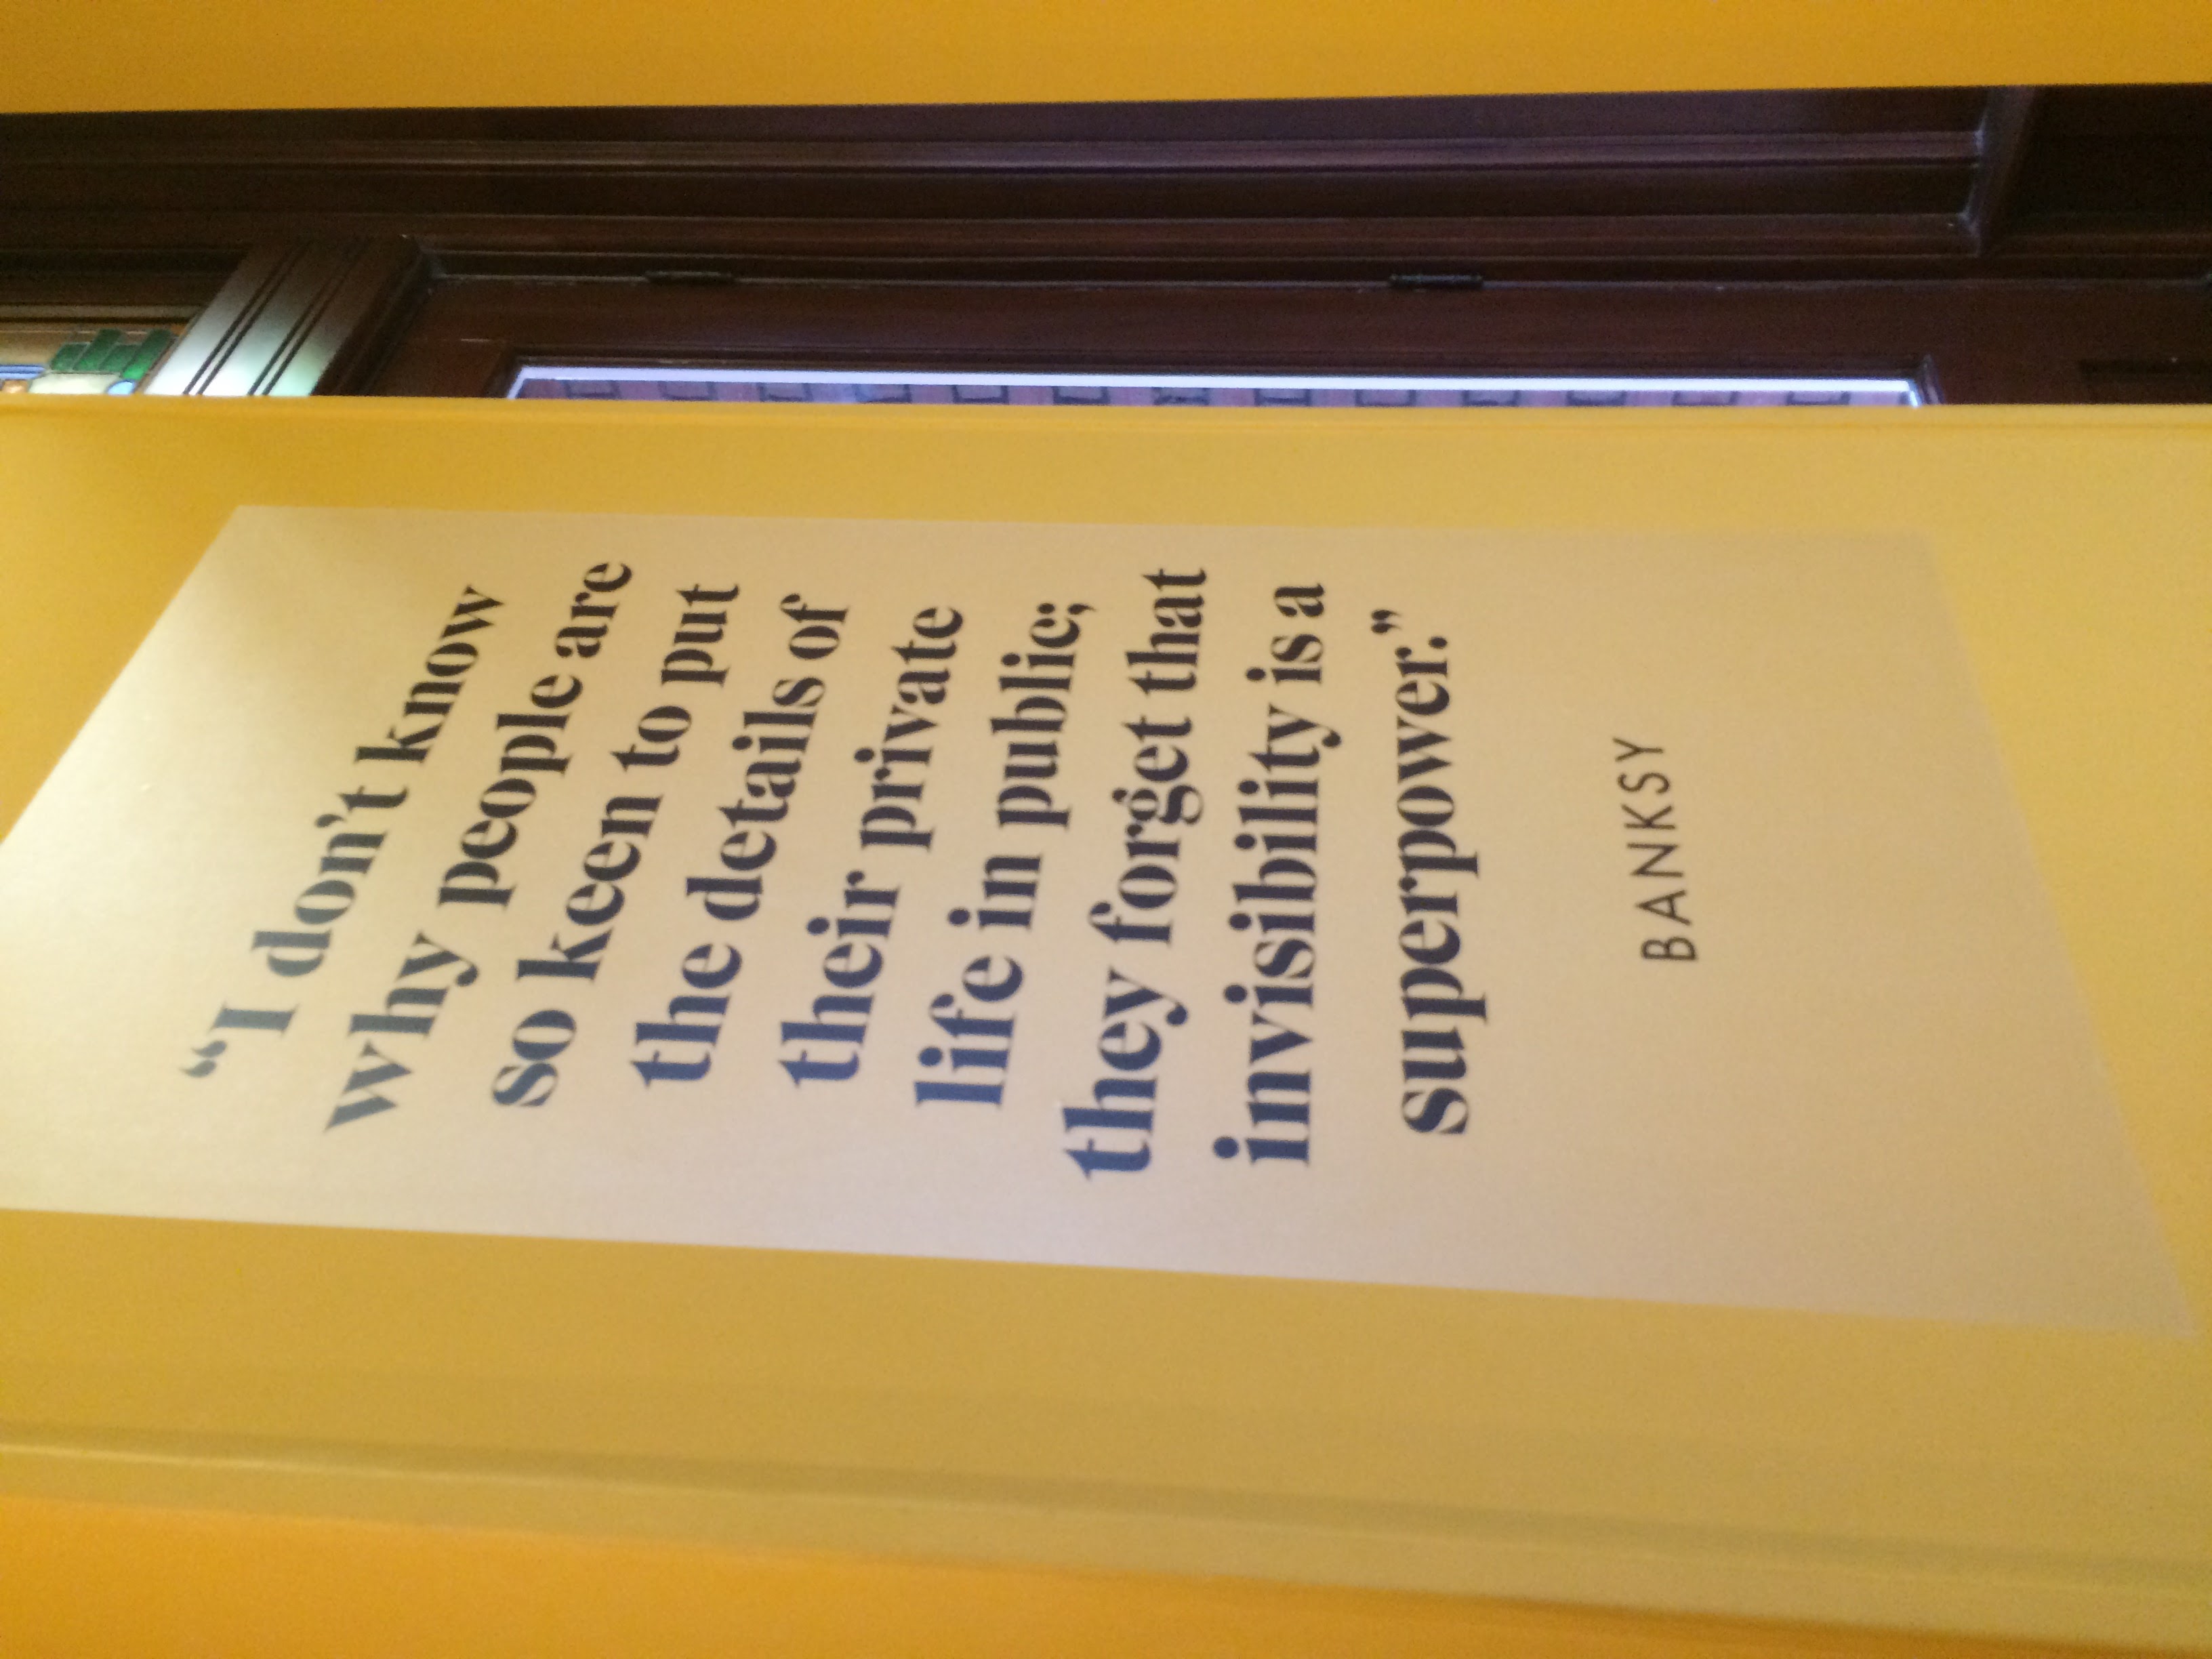 “I don’t know
why people are
so keen to put
the details of
their private
life in public;
they forget that
invisibility is a
superpower.”
BANKSY